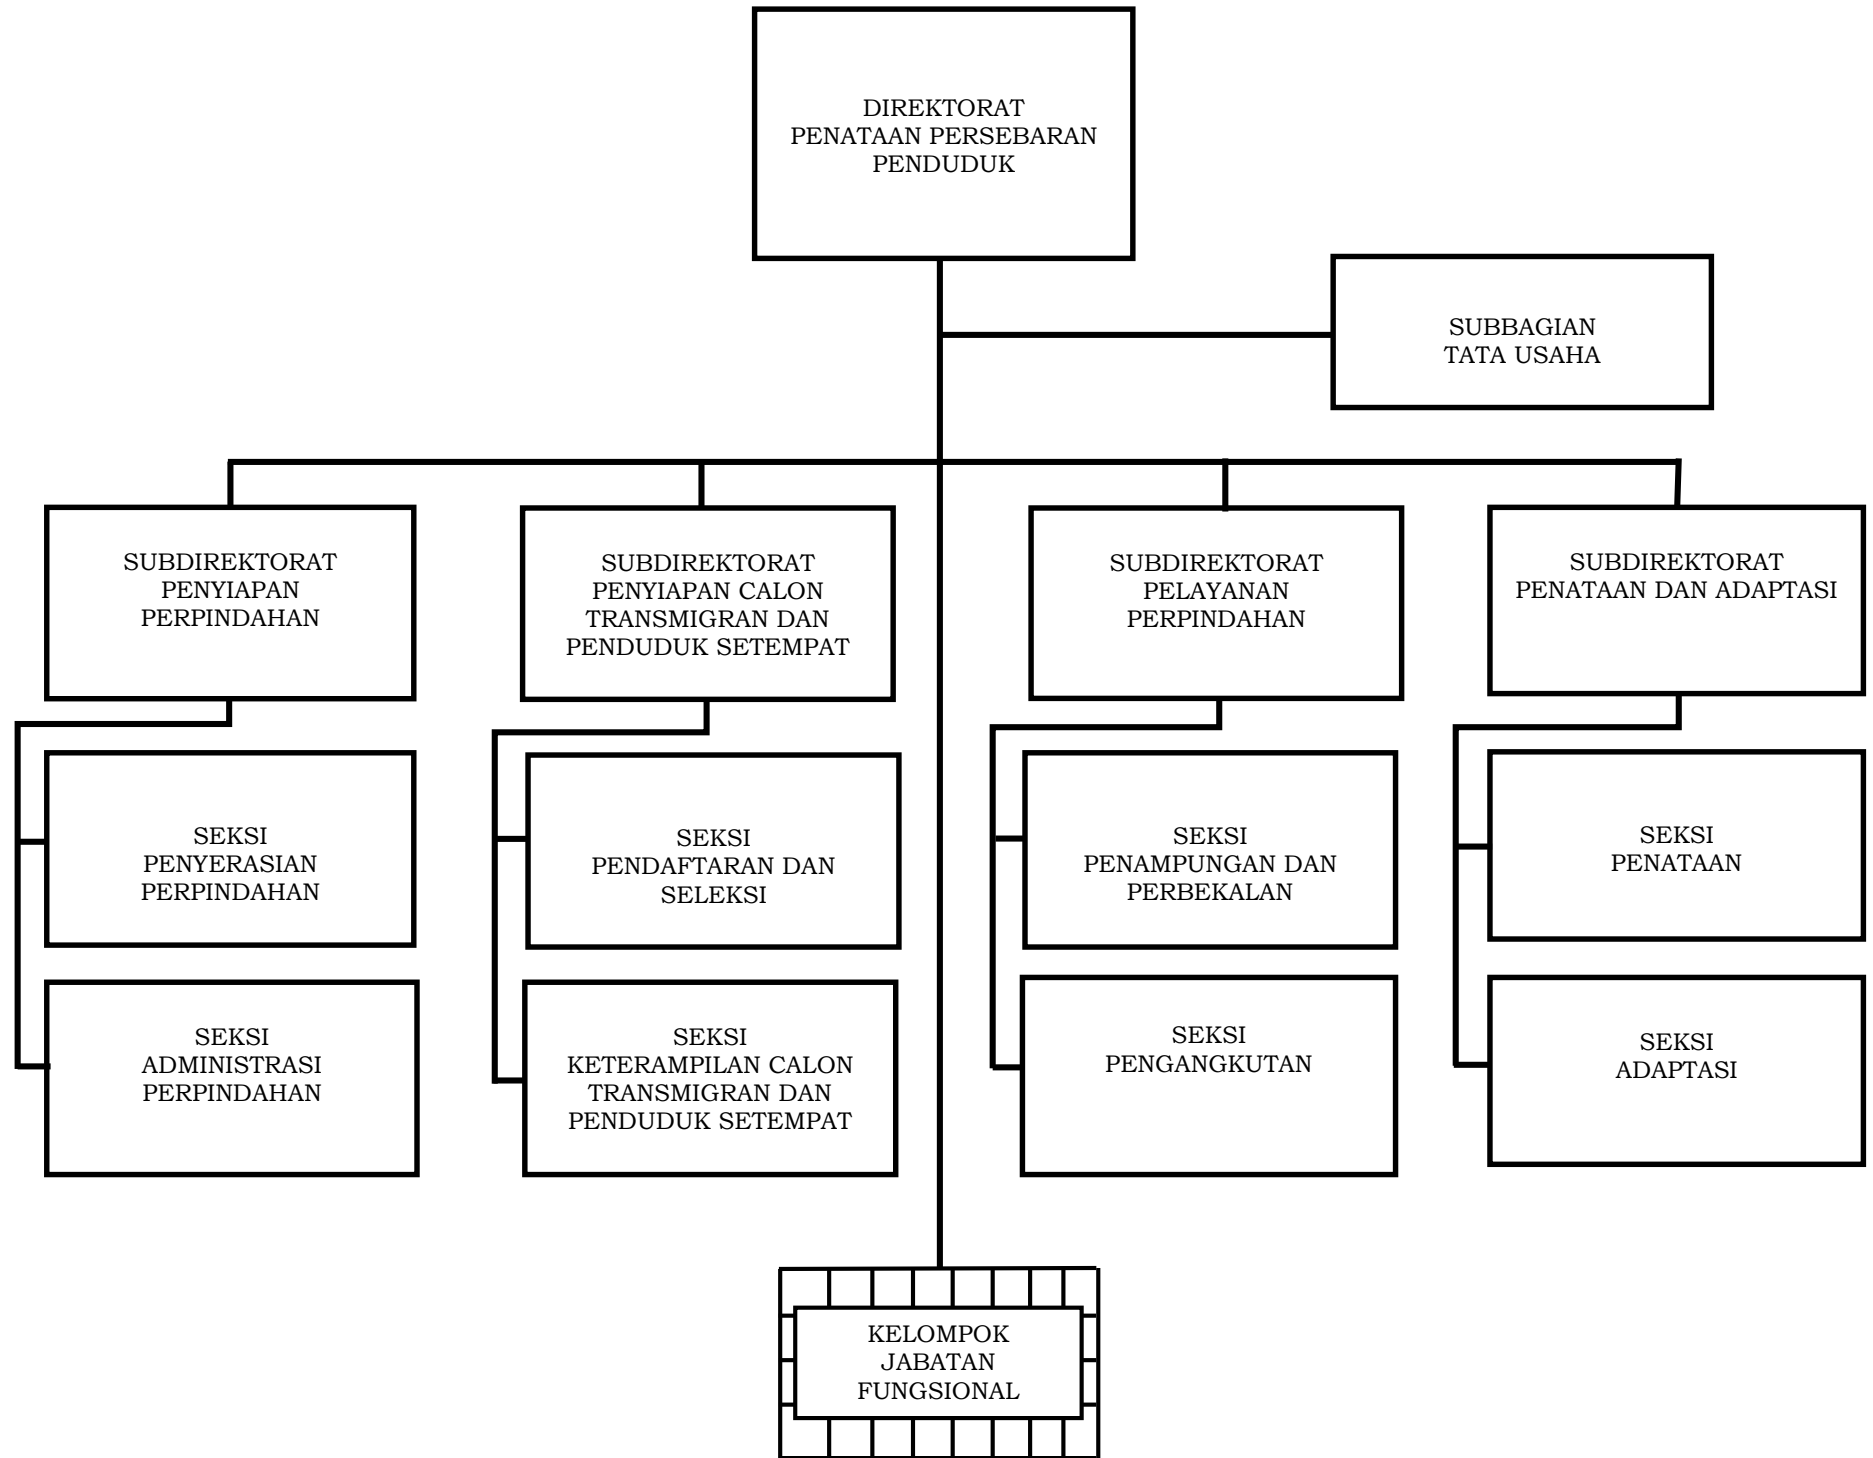 DIREKTORAT
PENATAAN PERSEBARAN
PENDUDUK
SUBBAGIAN
TATA USAHA
SUBDIREKTORAT
PENYIAPAN
PERPINDAHAN
SUBDIREKTORAT
PENYIAPAN CALON
TRANSMIGRAN DAN
PENDUDUK SETEMPAT
SUBDIREKTORAT
PELAYANAN
PERPINDAHAN
SUBDIREKTORAT
PENATAAN DAN ADAPTASI
SEKSI
PENYERASIAN
PERPINDAHAN
SEKSI
PENDAFTARAN DAN
SELEKSI
SEKSI
PENAMPUNGAN DAN
PERBEKALAN
SEKSI
PENATAAN
SEKSI
ADMINISTRASI
PERPINDAHAN
SEKSI
KETERAMPILAN CALON
TRANSMIGRAN DAN
PENDUDUK SETEMPAT
SEKSI
PENGANGKUTAN
SEKSI
ADAPTASI
KELOMPOK
JABATAN
FUNGSIONAL